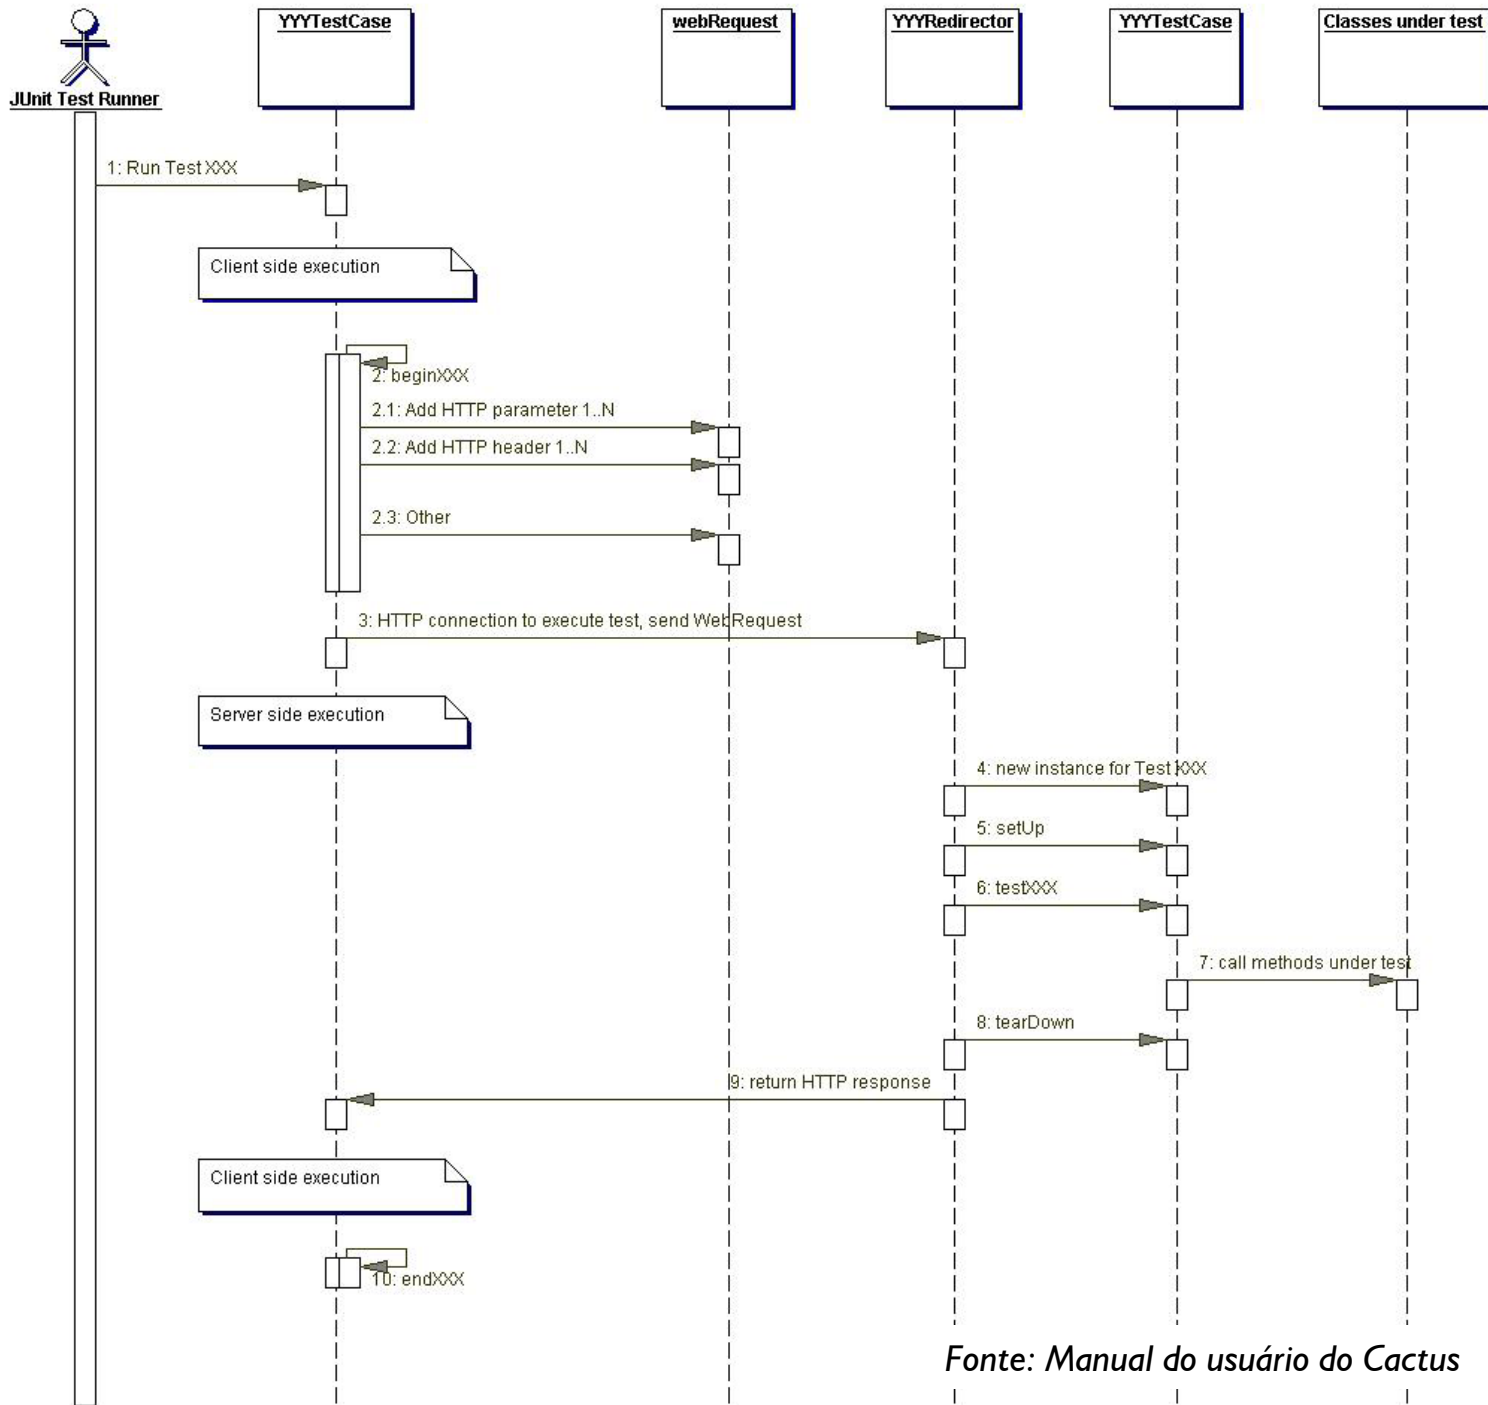 YYYTestCase
webRequest
YYYRedirector
YYYTestCase
Classes under test
JUnit Test Runner
1: Run Test XXX
Client side execution
2: beginXXX
2.1: Add HTTP parameter 1..N
2.2: Add HTTP header 1..N
2.3: Other
3: HTTP connection to execute test, send WebRequest
Server side execution
4: new instance for Test XXX
5: setUp
6: testXXX
7: call methods under test
8: tearDown
9: return HTTP response
Client side execution
10: endXXX
Fonte: Manual do usuário do Cactus